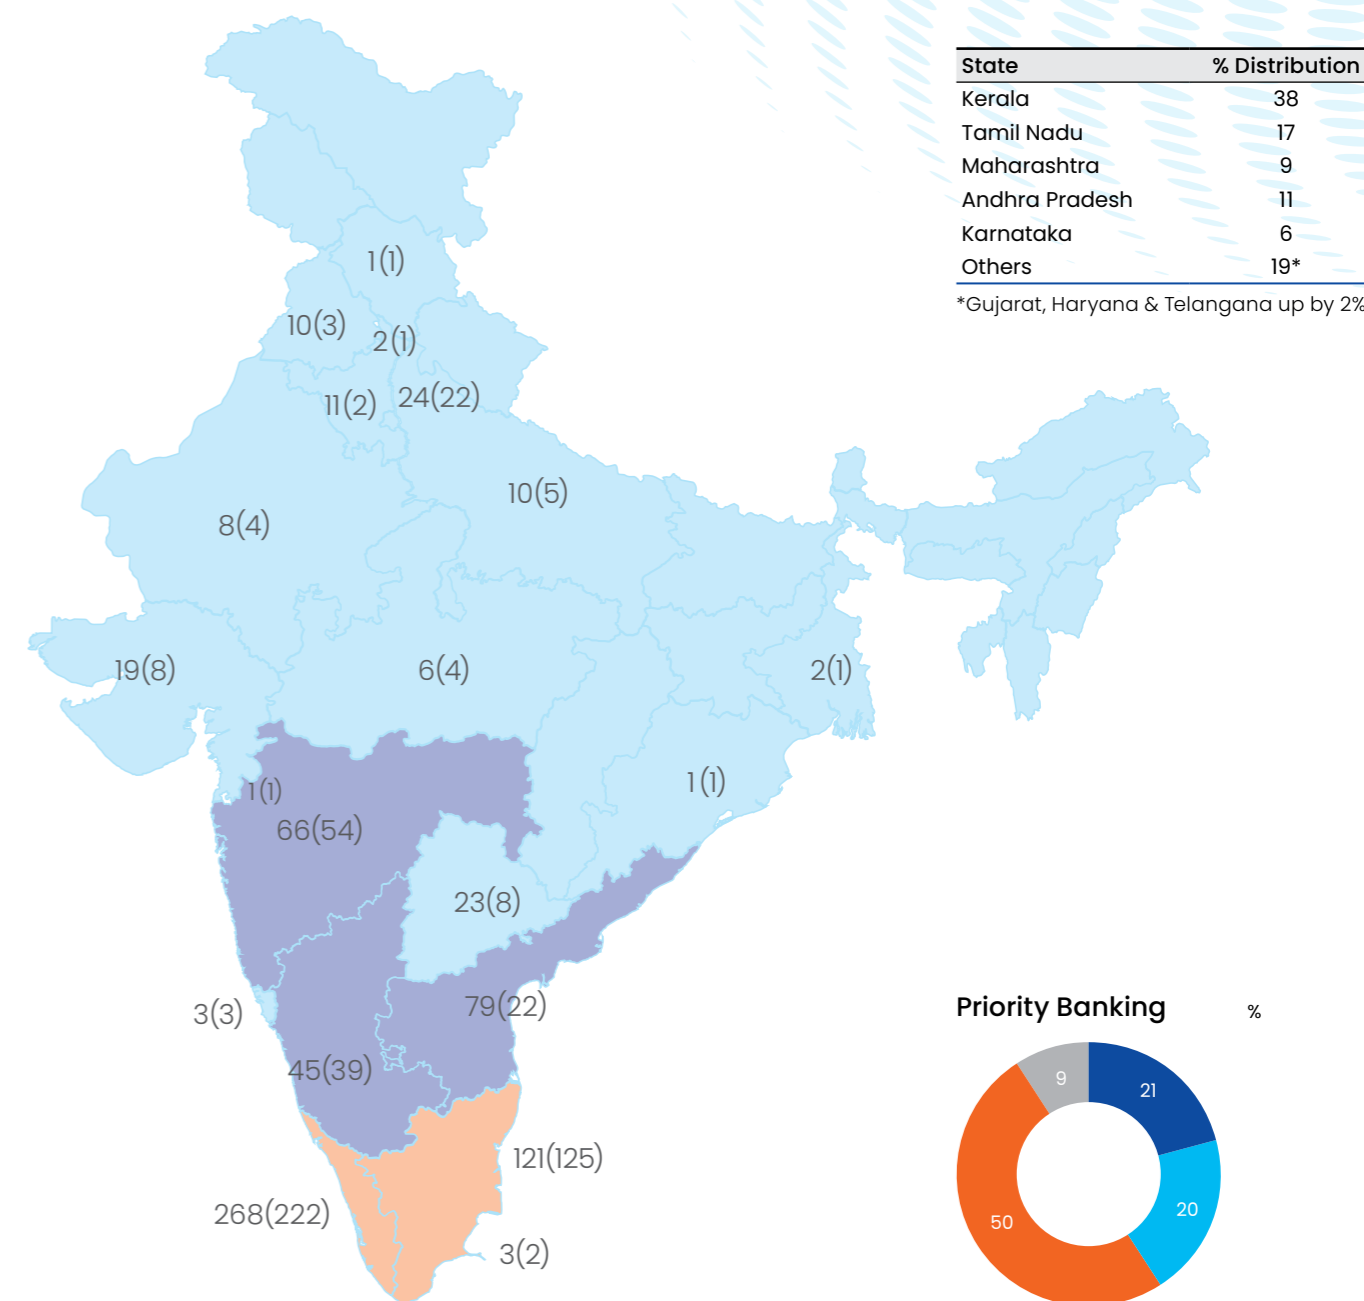 State % Distribution
Kerala 38
Tamil Nadu 17
Maharashtra 9
Andhra Pradesh 11
Karnataka 6
Others 19*
*Gujarat, Haryana & Telangana up by 2%
1(1)
10(3)
2(1)
11(2)
24(22)
10(5)
8(4)
19(8)
6(4)
2(1)
1(1)
1(1)
66(54)
23(8)
3(3)
79(22)
45(39)
121(125)
268(222)
3(2)
Priority Banking %
9
21
20
50